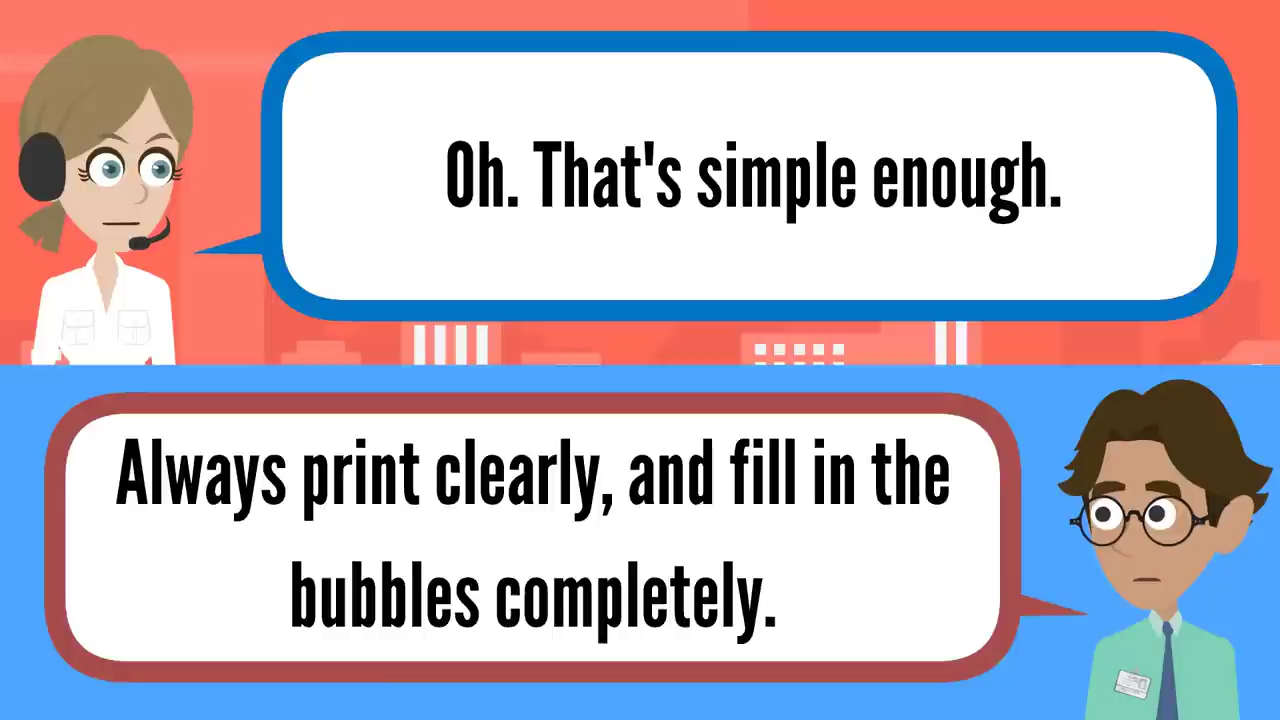 Oh. That's simple enough.
Always print clearly, and fill in the
bubbles completely.